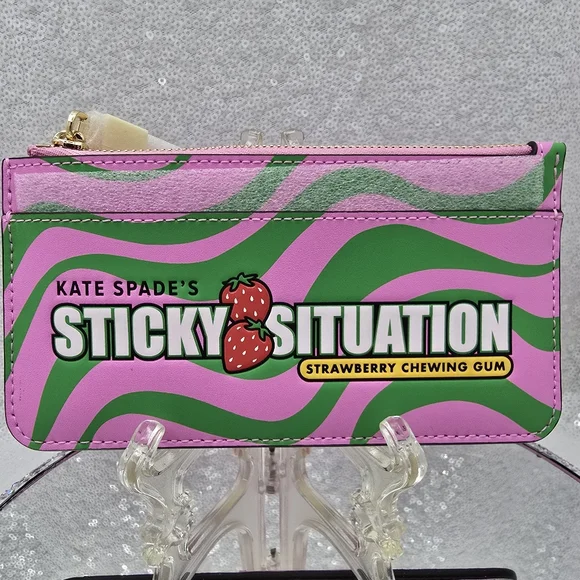 KATE SPADE'S
STICKY SITUATION
STRAWBERRY CHEWING GUM